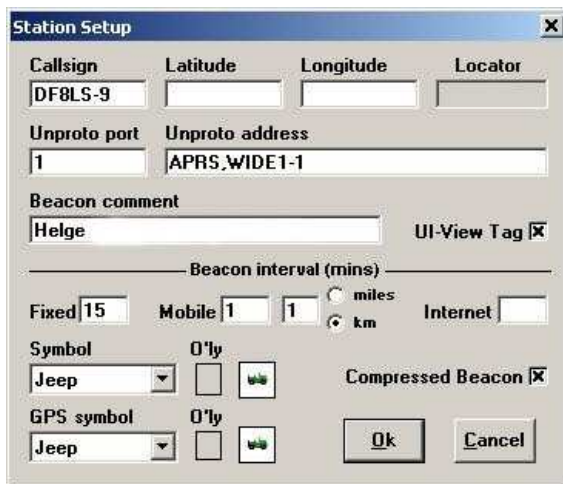 Station Setup
Callsign Latitude Longitude Locator
DF8LS-9
Unproto port Unproto address
1 APRS,WIDE1-1
Beacon comment
Helge UI-View Tag
Beacon interval (mins)
Fixed 15 Mobile 1 1 miles km Internet
Symbol O'ly
Jeep Compressed Beacon
GPS symbol O'ly
Jeep Ok Cancel